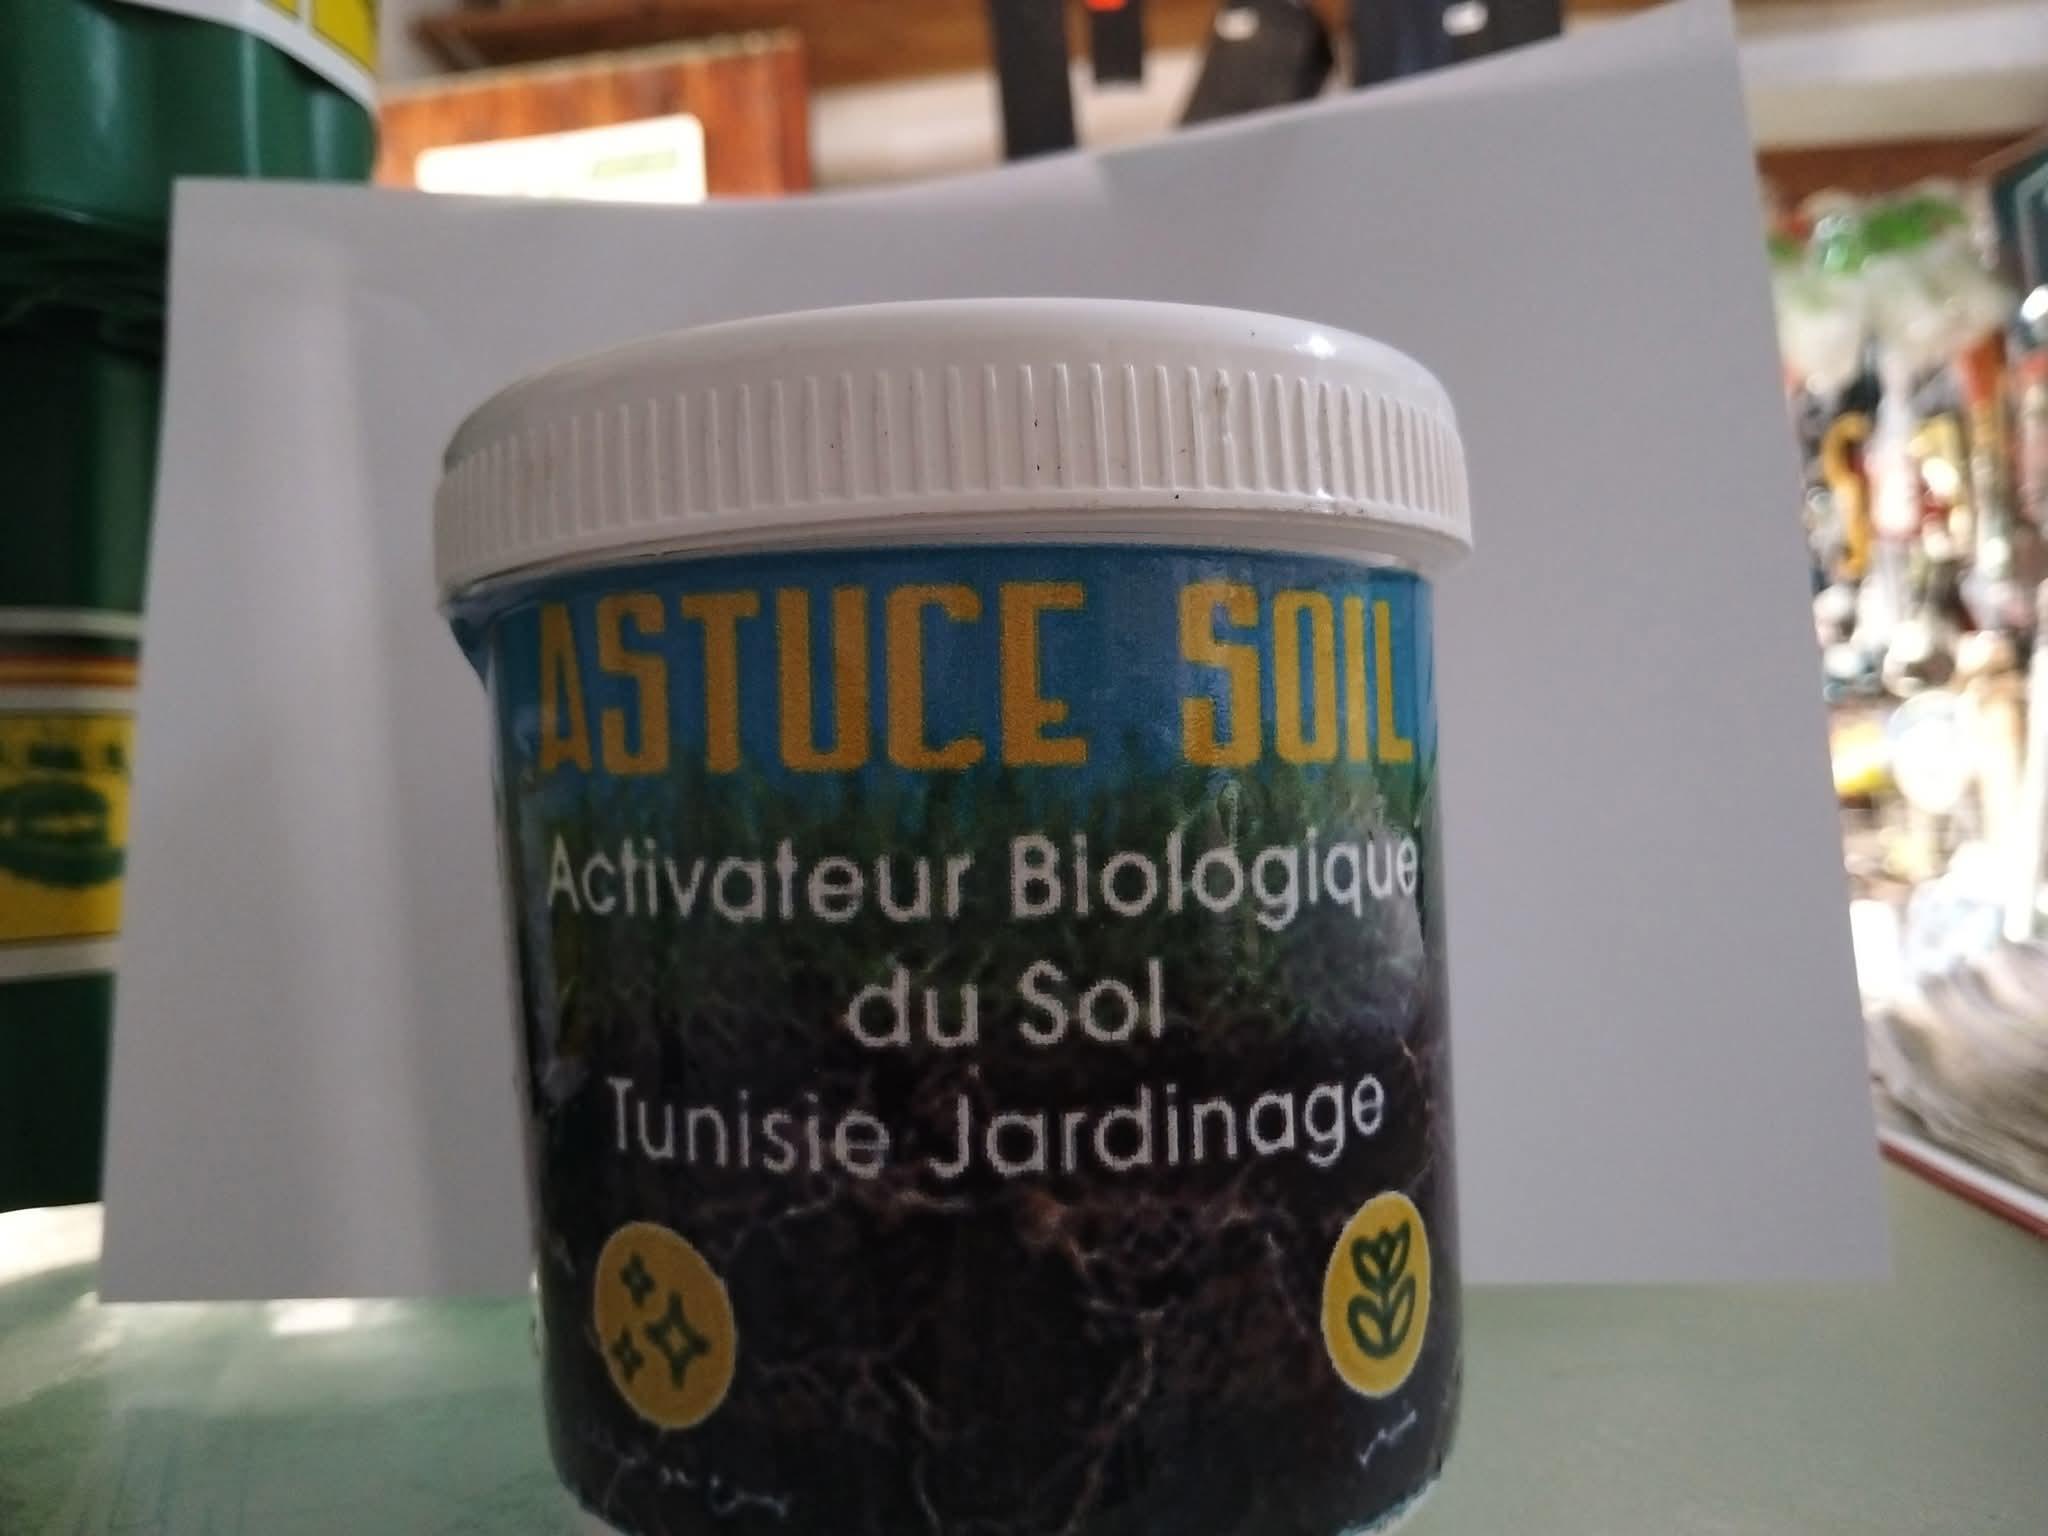 ASTUCE SOIL
Activateur Biologique
du Sol
Tunisie Jardinage